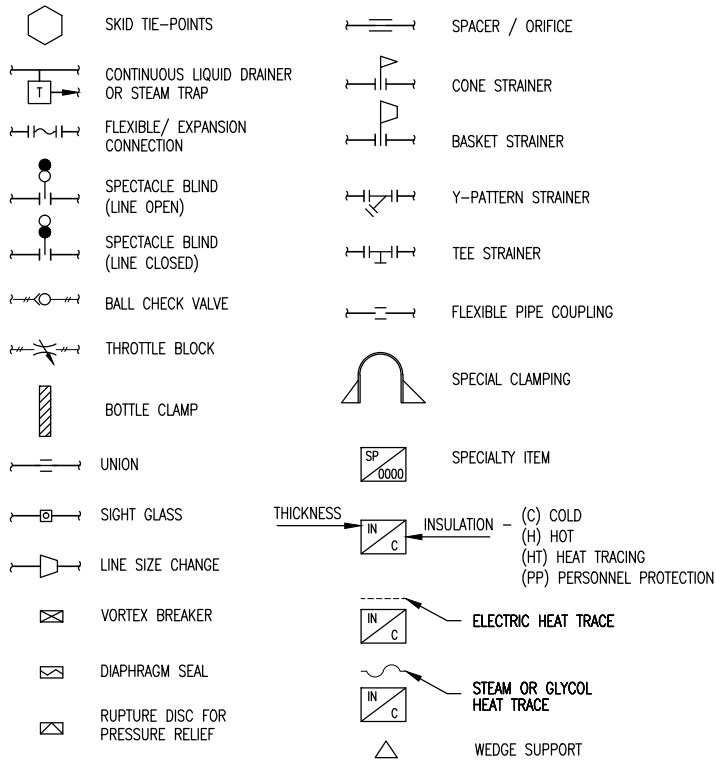 SKID TIE-POINTS
T
CONTINUOUS LIQUID DRAINER
OR STEAM TRAP
FLEXIBLE/ EXPANSION
CONNECTION
SPECTACLE BLIND
(LINE OPEN)
SPECTACLE BLIND
(LINE CLOSED)
BALL CHECK VALVE
THROTTLE BLOCK
BOTTLE CLAMP
UNION
SIGHT GLASS
LINE SIZE CHANGE
VORTEX BREAKER
DIAPHRAGM SEAL
RUPTURE DISC FOR
PRESSURE RELIEF
SPACER / ORIFICE
CONE STRAINER
BASKET STRAINER
Y-PATTERN STRAINER
TEE STRAINER
FLEXIBLE PIPE COUPLING
SPECIAL CLAMPING
SP
0000
SPECIALTY ITEM
THICKNESS
IN
C
INSULATION - (C) COLD
(H) HOT
(HT) HEAT TRACING
(PP) PERSONNEL PROTECTION
IN
C
ELECTRIC HEAT TRACE
IN
C
STEAM OR GLYCOL
HEAT TRACE
WEDGE SUPPORT